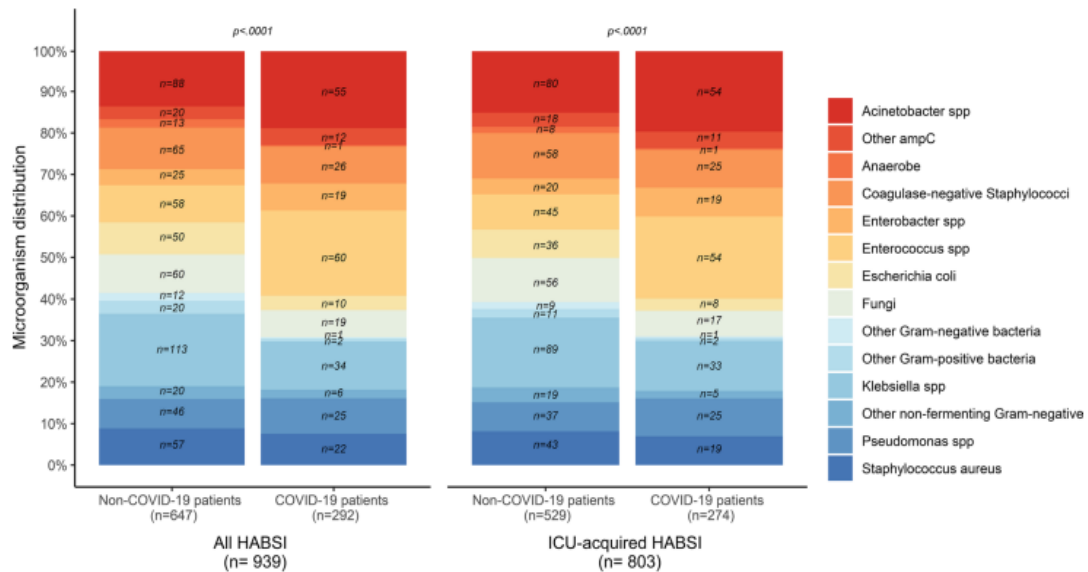 p<.0001
p<.0001
Microorganism distribution
100%
90%
80%
70%
60%
50%
40%
30%
20%
10%
0%
n=88
n=20
n=13
n=65
n=25
n=58
n=50
n=60
n=12
n=20
n=113
n=20
n=46
n=57
n=55
n=12
n=1
n=26
n=19
n=60
n=10
n=19
n=1
n=2
n=34
n=6
n=25
n=22
n=80
n=18
n=8
n=58
n=20
n=45
n=36
n=56
n=9
n=11
n=89
n=19
n=37
n=43
n=54
n=11
n=1
n=25
n=19
n=54
n=8
n=17
n=1
n=2
n=33
n=5
n=25
n=19
Non-COVID-19 patients
(n=647)
COVID-19 patients
(n=292)
Non-COVID-19 patients
(n=529)
COVID-19 patients
(n=274)
All HABSI
(n= 939)
ICU-acquired HABSI
(n= 803)
Acinetobacter spp
Other ampC
Anaerobe
Coagulase-negative Staphylococci
Enterobacter spp
Enterococcus spp
Escherichia coli
Fungi
Other Gram-negative bacteria
Other Gram-positive bacteria
Klebsiella spp
Other non-fermenting Gram-negative
Pseudomonas spp
Staphylococcus aureus